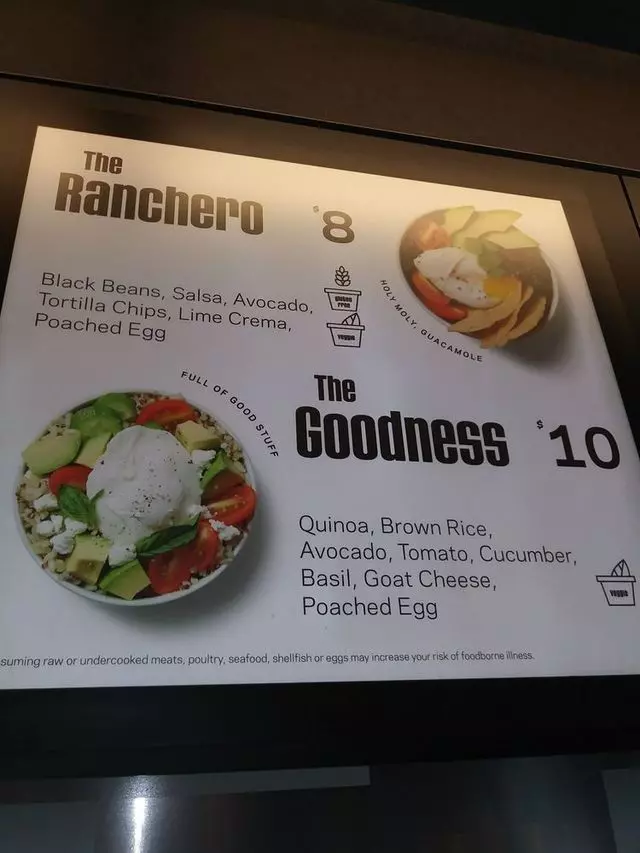 The
Ranchero
$8
Black Beans, Salsa, Avocado,
Tortilla Chips, Lime Crema,
Poached Egg
gluten
free
veggie
HOLY MOLY, GUACAMOLE
FULL OF GOOD STUFF
The
Goodness
$10
Quinoa, Brown Rice,
Avocado, Tomato, Cucumber,
Basil, Goat Cheese,
Poached Egg
veggie
suming raw or undercooked meats, poultry, seafood, shellfish or eggs may increase your risk of foodborne illness.